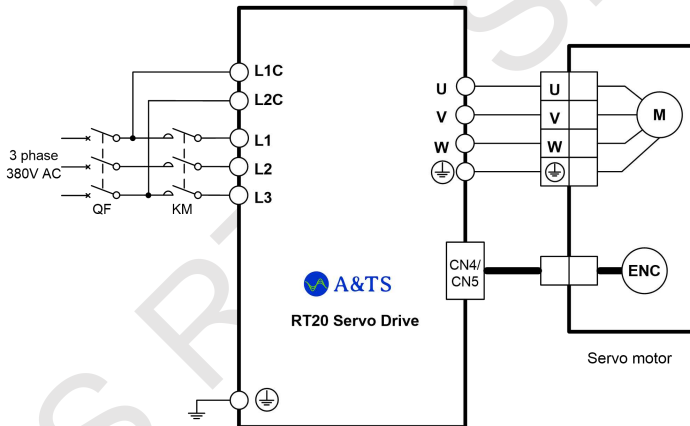 L1C
L2C
L1
L2
L3
3 phase
380V AC
QF
KM
U
V
W
U
V
W
M
CN4/
CN5
ENC
A&TS
RT20 Servo Drive
Servo motor